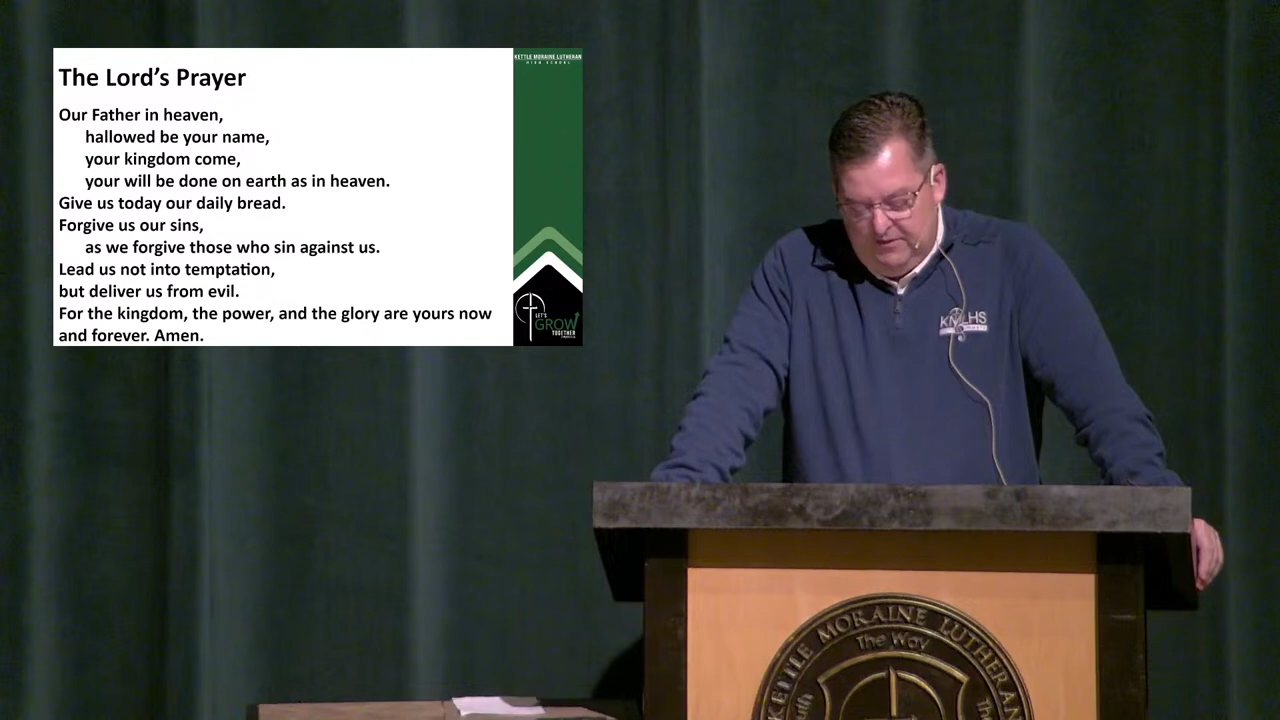 The Lord's Prayer
Our Father in heaven,
hallowed be your name,
your kingdom come,
your will be done on earth as in heaven.
Give us today our daily bread.
Forgive us our sins,
as we forgive those who sin against us.
Lead us not into temptation,
but deliver us from evil.
For the kingdom, the power, and the glory are yours now
and forever. Amen.
KETTLE MORAINE LUTHERAN
HIGH SCHOOL
LET'S
GROW
TOGETHER
KMLHS
KETTLE MORAINE LUTHERAN
The Way